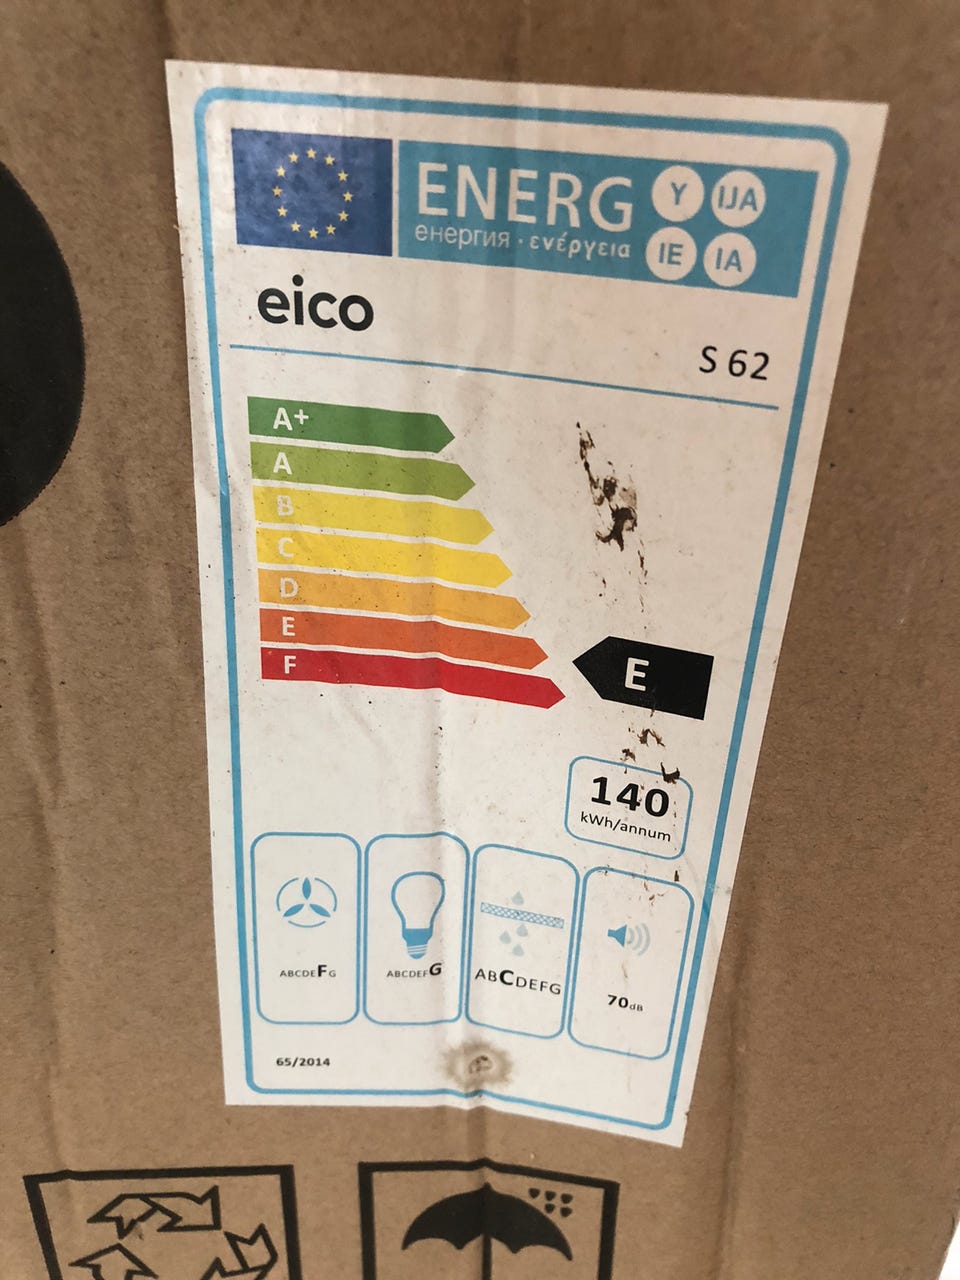 ENERG Y IJA
енергия · ενέργεια IE IA
eico
S 62
A+
A
B
C
D
E
F
E
140
kWh/annum
ABCDEFG
ABCDEFG
ABCDEFG
70dB
65/2014